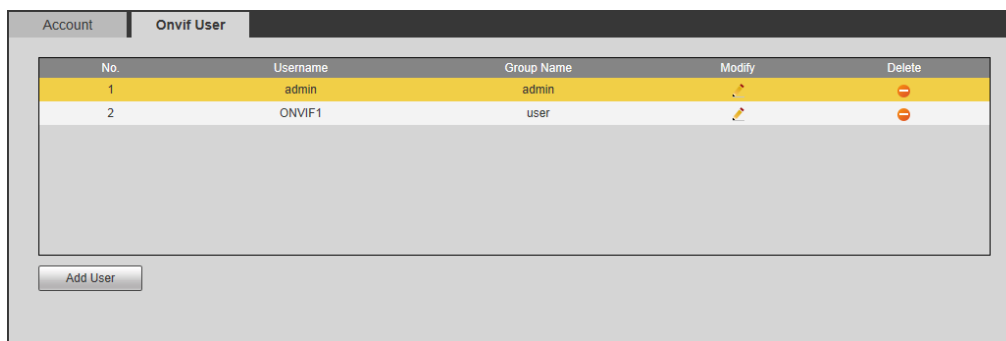 Account Onvif User
No. Username Group Name Modify Delete
1 admin admin
2 ONVIF1 user
Add User